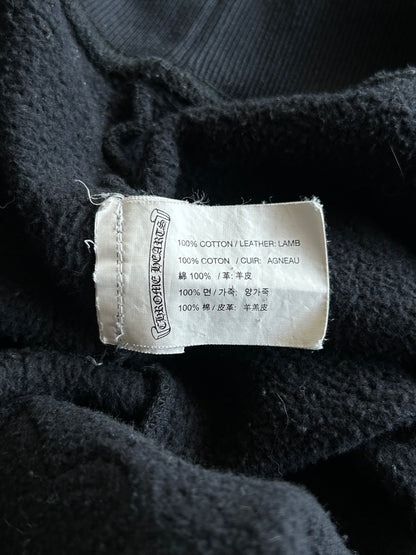 CHROME HEARTS
100% COTTON / LEATHER: LAMB
100% COTON / CUIR: AGNEAU
綿 100% / 革: 羊皮
100% 면 / 가죽: 양가죽
100% 棉 / 皮革: 羊羔皮